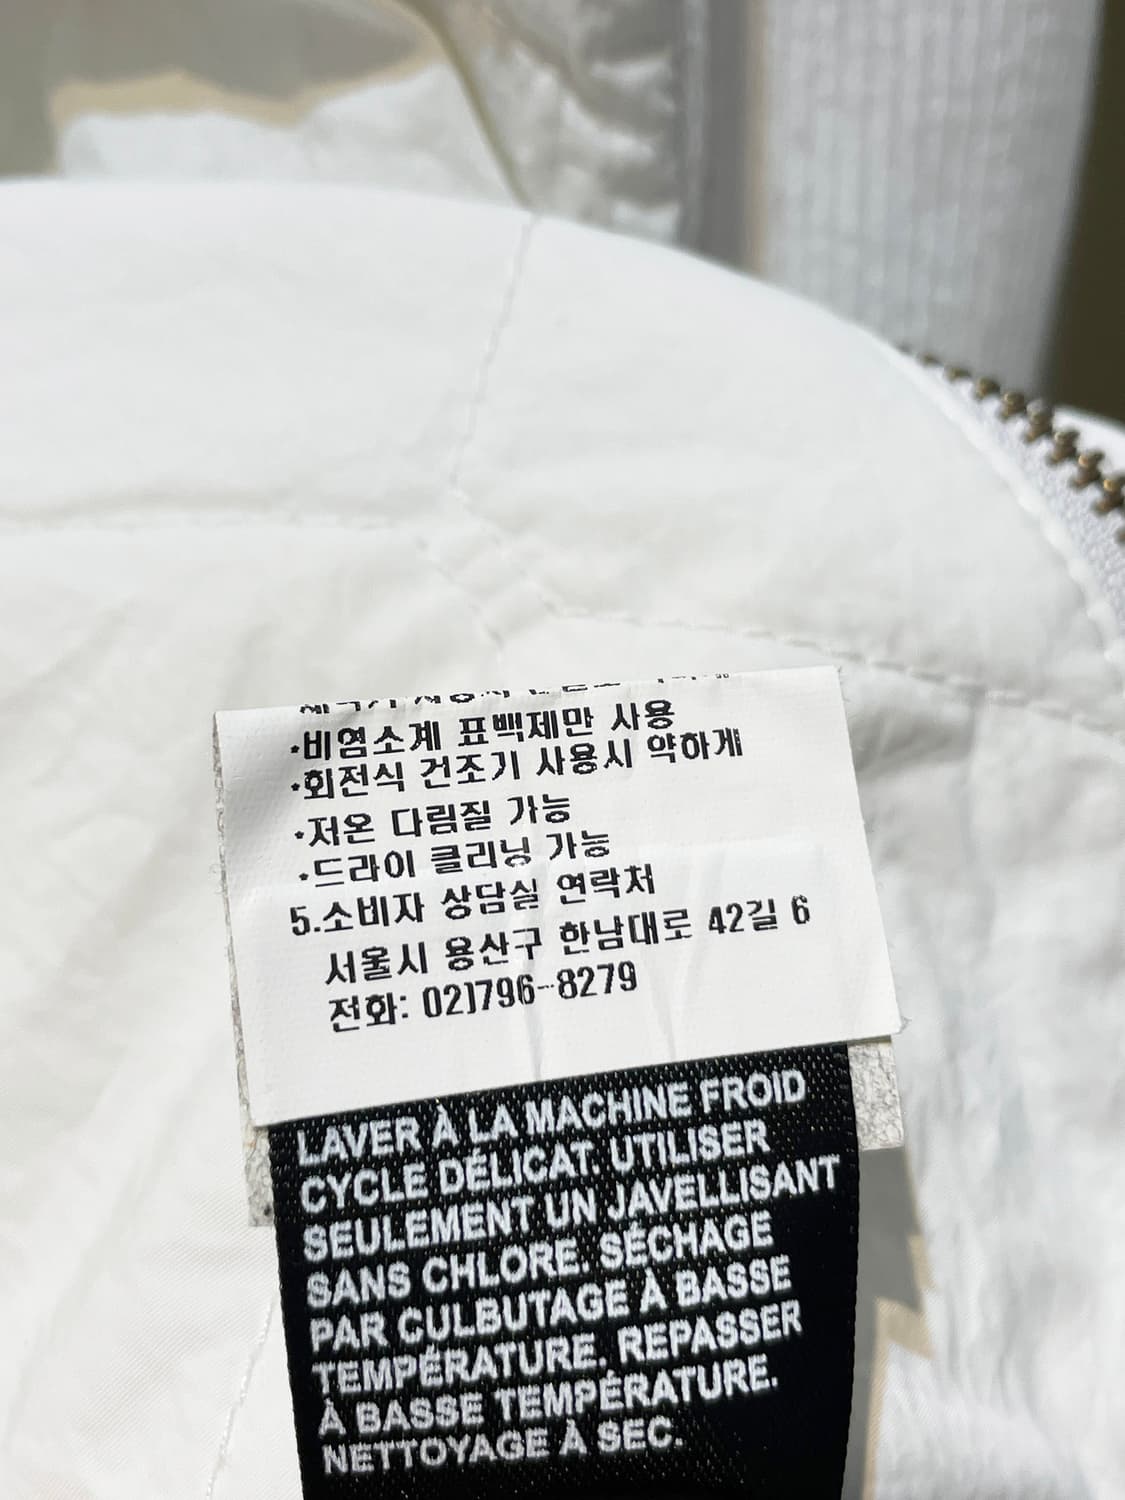 ·비염소계 표백제만 사용
·회전식 건조기 사용시 약하게
·저온 다림질 가능
·드라이 클리닝 가능
5.소비자 상담실 연락처
서울시 용산구 한남대로 42길 6
전화: 02)796-8279
LAVER À LA MACHINE FROID
CYCLE DÉLICAT. UTILISER
SEULEMENT UN JAVELLISANT
SANS CHLORE. SÉCHAGE
PAR CULBUTAGE À BASSE
TEMPÉRATURE. REPASSER
À BASSE TEMPÉRATURE.
NETTOYAGE À SEC.